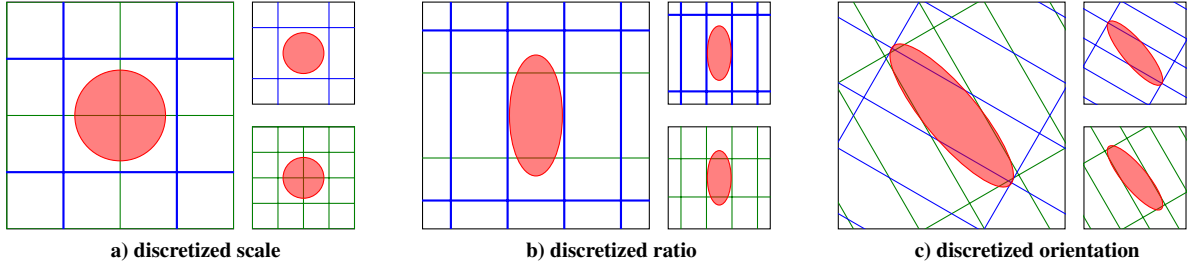 a) discretized scale
b) discretized ratio
c) discretized orientation